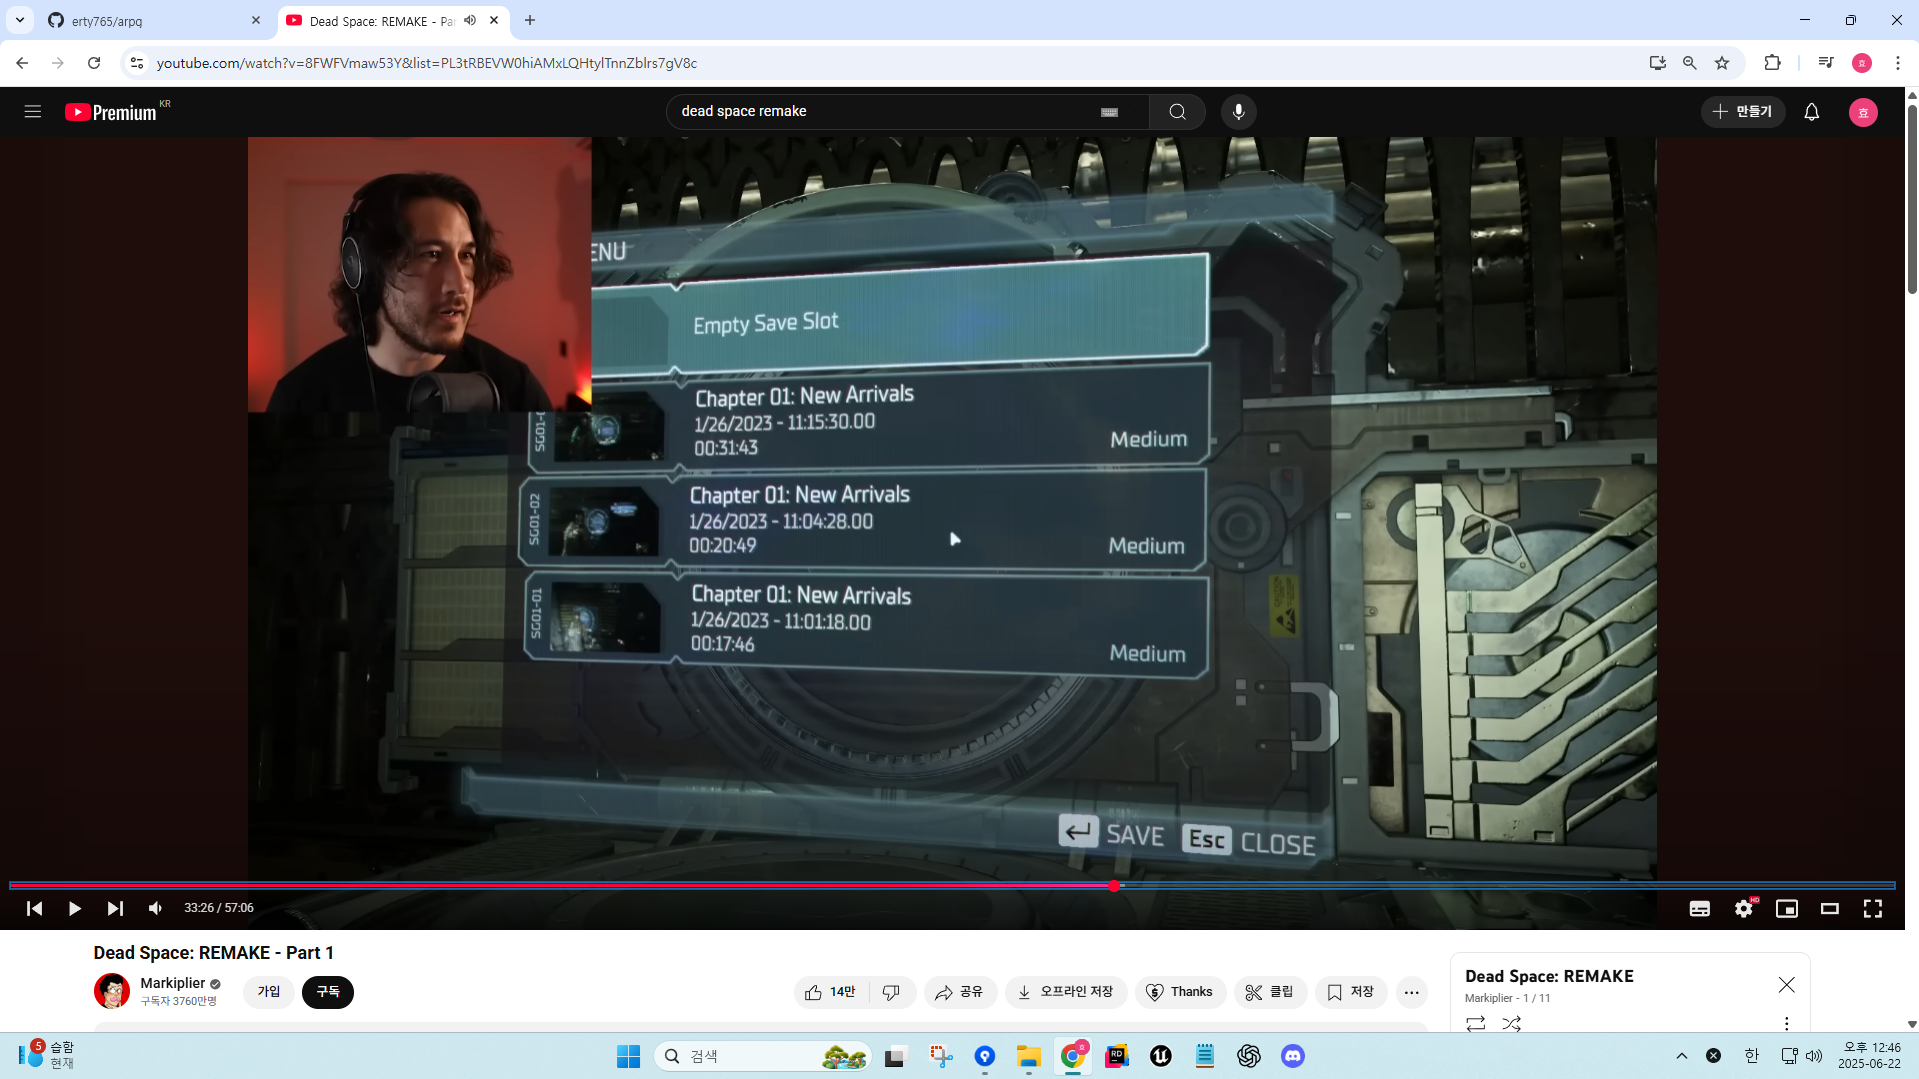 erty765/arpg
Dead Space: REMAKE - Par
youtube.com/watch?v=8FWFVmaw53Y&list=PL3tRBEVW0hiAMxLQHtylTnnZblrs7gV8c
Premium KR
dead space remake
만들기
효
ENU
Empty Save Slot
Chapter 01: New Arrivals
1/26/2023 - 11:15:30.00
00:31:43
Medium
SG01-02
Chapter 01: New Arrivals
1/26/2023 - 11:04:28.00
00:20:49
Medium
SG01-01
Chapter 01: New Arrivals
1/26/2023 - 11:01:18.00
00:17:46
Medium
SAVE Esc CLOSE
33:26 / 57:06
HD
Dead Space: REMAKE - Part 1
Markiplier
구독자 3760만명
가입
구독
14만
공유
오프라인 저장
Thanks
클립
저장
Dead Space: REMAKE
Markiplier - 1 / 11
5
습함
현재
검색
RD
한
오후 12:46
2025-06-22